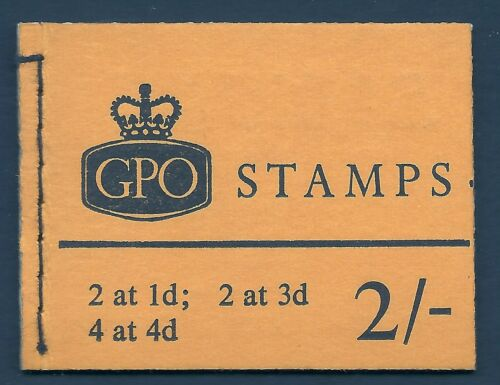 GPO STAMPS
2 at 1d; 2 at 3d
4 at 4d
2/-